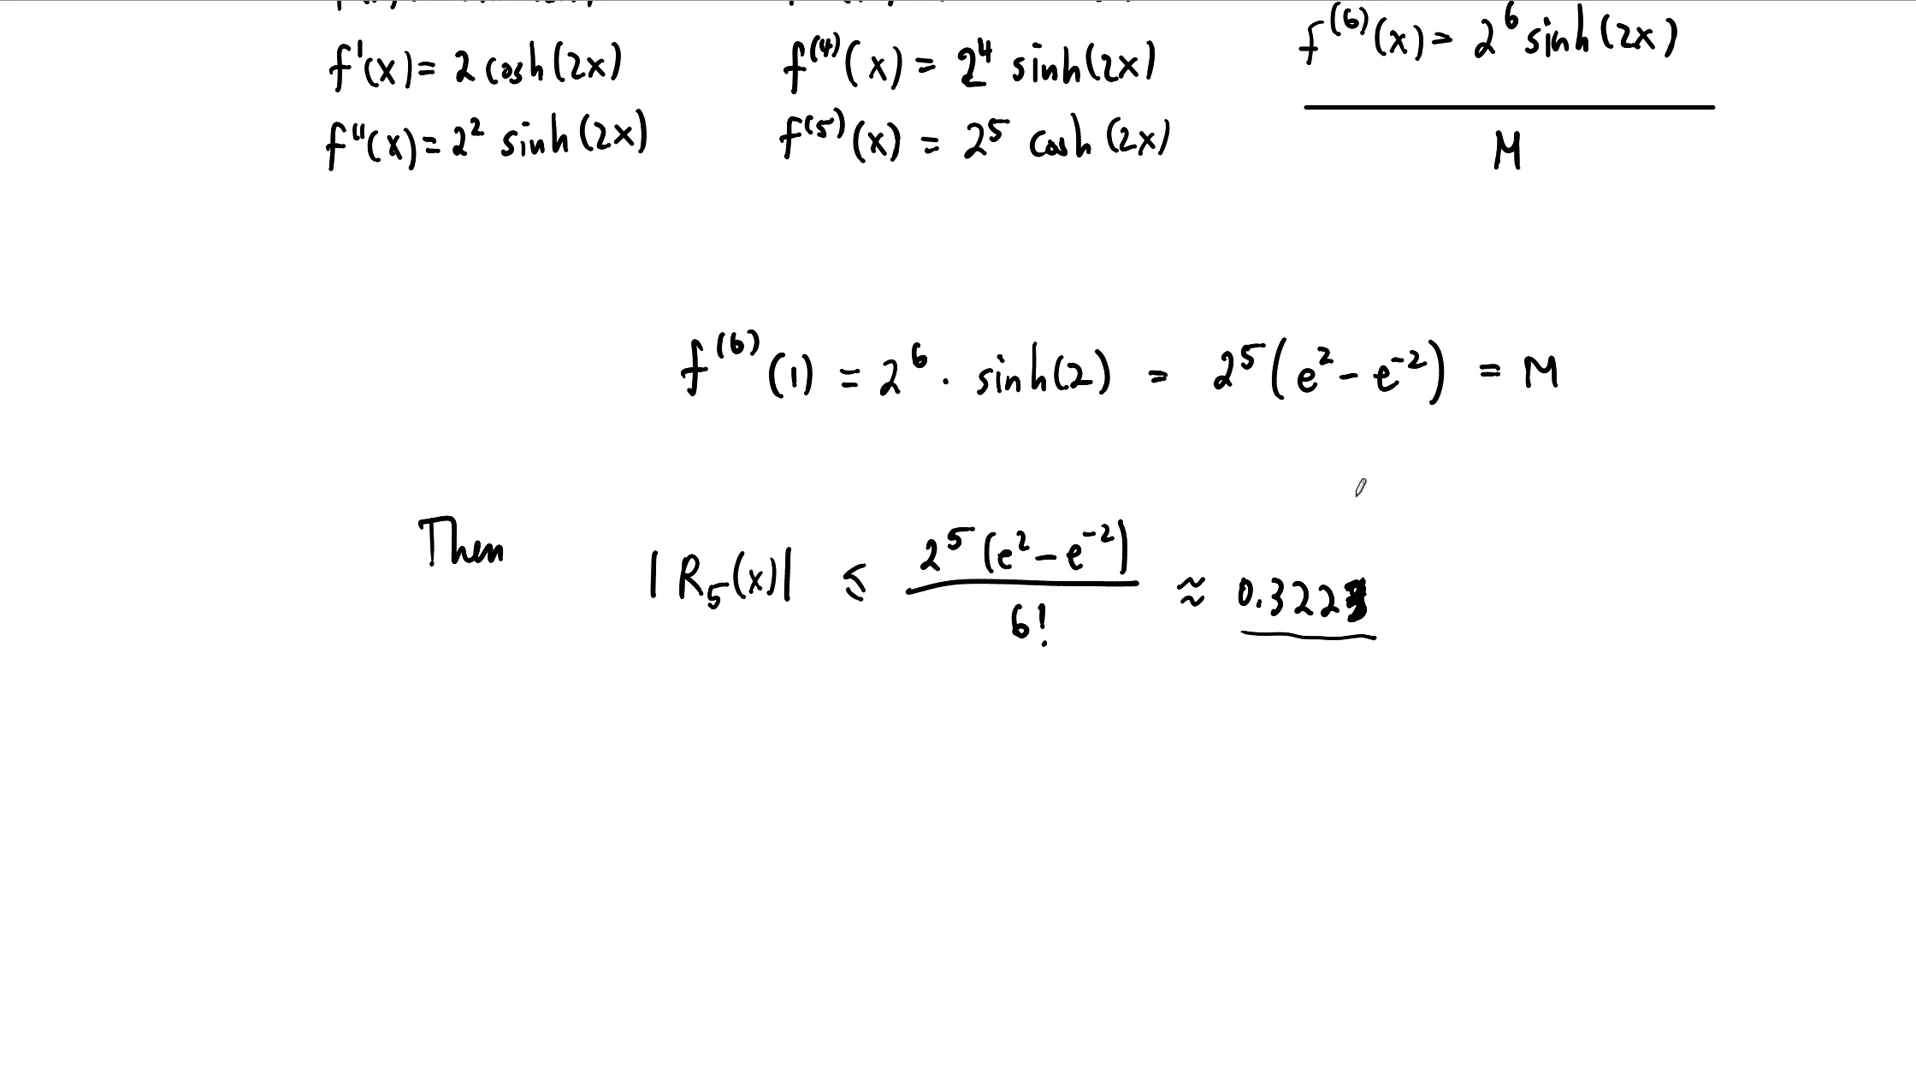 f'(x) = 2 cosh(2x)
f''(x) = 2² sinh(2x)
f⁽⁴⁾(x) = 2⁴ sinh(2x)
f⁽⁵⁾(x) = 2⁵ cosh(2x)
f⁽⁶⁾(x) = 2⁶ sinh(2x)
M
f⁽⁶⁾(1) = 2⁶ · sinh(2) = 2⁵(e² - e⁻²) = M
Then |R₅(x)| ≤ 2⁵(e² - e⁻²) / 6! ≈ 0.3223